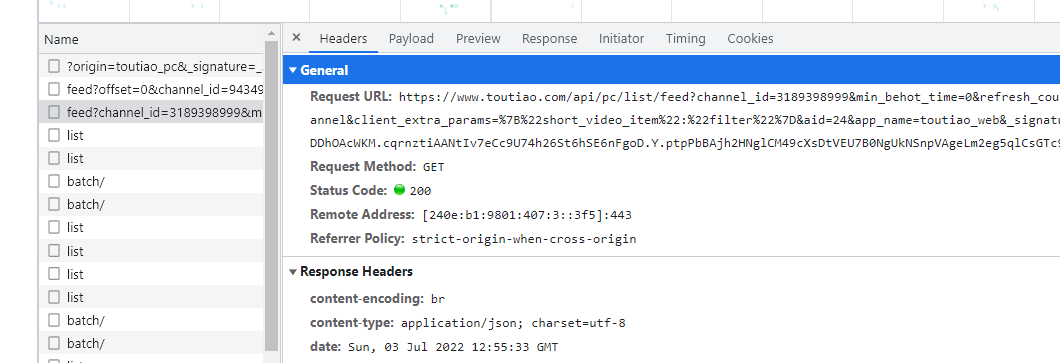 Name
?origin=toutiao_pc&_signature=_
feed?offset=0&channel_id=94349
feed?channel_id=3189398999&m
list
list
batch/
batch/
list
list
list
list
batch/
batch/
× Headers Payload Preview Response Initiator Timing Cookies
General
Request URL: https://www.toutiao.com/api/pc/list/feed?channel_id=3189398999&min_behot_time=0&refresh_cou
annel&client_extra_params=%7B%22short_video_item%22:%22filter%22%7D&aid=24&app_name=toutiao_web&_signatu
DDhOAcWKM.cqrnztiAANtIv7eCc9U74h26St6hSE6nFgoD.Y.ptpPbBAjh2HNglCM49cXsDtVEU7B0NgUkNSnpVAgeLm2eg5qlCsGTc9
Request Method: GET
Status Code: 200
Remote Address: [240e:b1:9801:407:3::3f5]:443
Referrer Policy: strict-origin-when-cross-origin
Response Headers
content-encoding: br
content-type: application/json; charset=utf-8
date: Sun, 03 Jul 2022 12:55:33 GMT